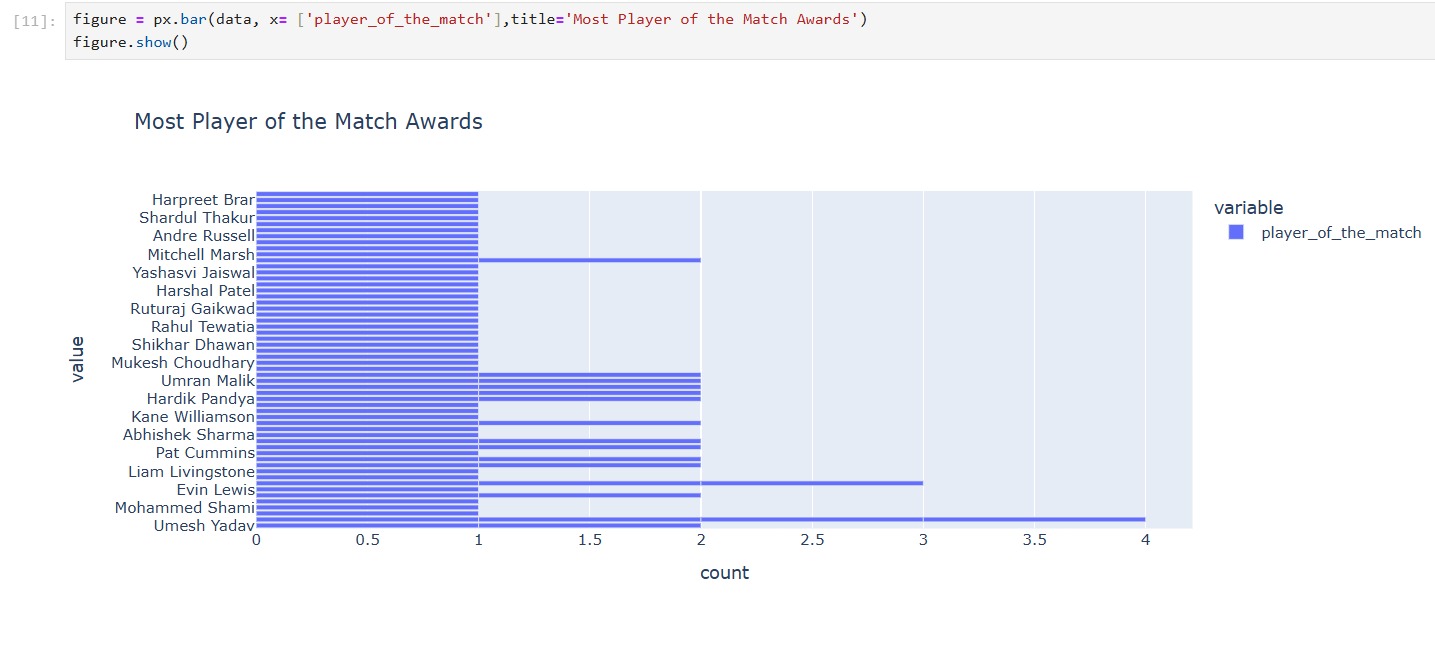 [11]: figure = px.bar(data, x= ['player_of_the_match'],title='Most Player of the Match Awards')
figure.show()
Most Player of the Match Awards
variable
player_of_the_match
value
Harpreet Brar
Shardul Thakur
Andre Russell
Mitchell Marsh
Yashasvi Jaiswal
Harshal Patel
Ruturaj Gaikwad
Rahul Tewatia
Shikhar Dhawan
Mukesh Choudhary
Umran Malik
Hardik Pandya
Kane Williamson
Abhishek Sharma
Pat Cummins
Liam Livingstone
Evin Lewis
Mohammed Shami
Umesh Yadav
0 0.5 1 1.5 2 2.5 3 3.5 4
count